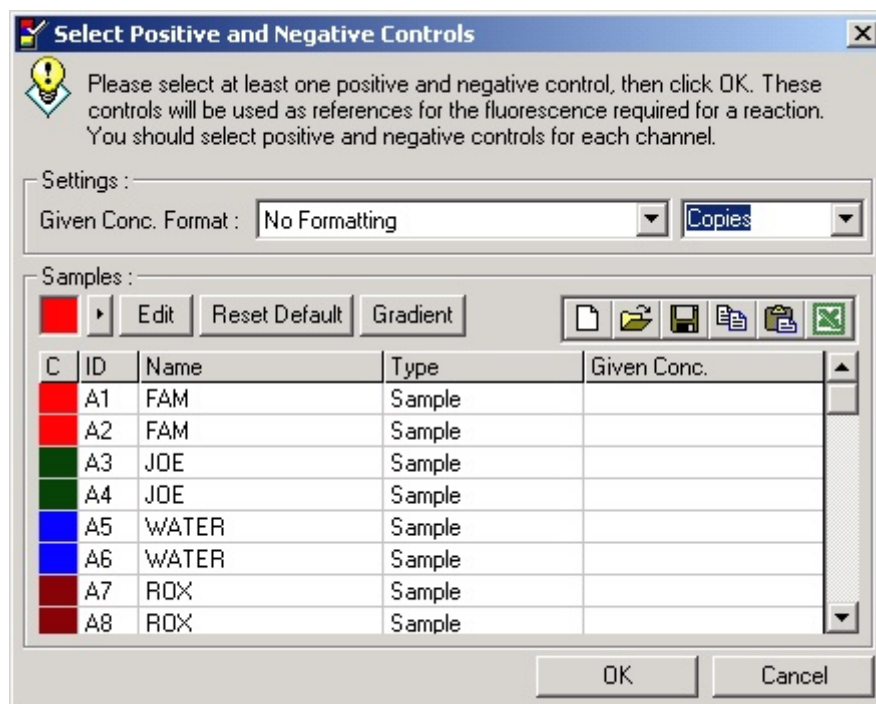 Select Positive and Negative Controls
Please select at least one positive and negative control, then click OK. These
controls will be used as references for the fluorescence required for a reaction.
You should select positive and negative controls for each channel.
Settings :
Given Conc. Format : No Formatting Copies
Samples :
Edit Reset Default Gradient
C ID Name Type Given Conc.
A1 FAM Sample
A2 FAM Sample
A3 JOE Sample
A4 JOE Sample
A5 WATER Sample
A6 WATER Sample
A7 ROX Sample
A8 ROX Sample
OK Cancel